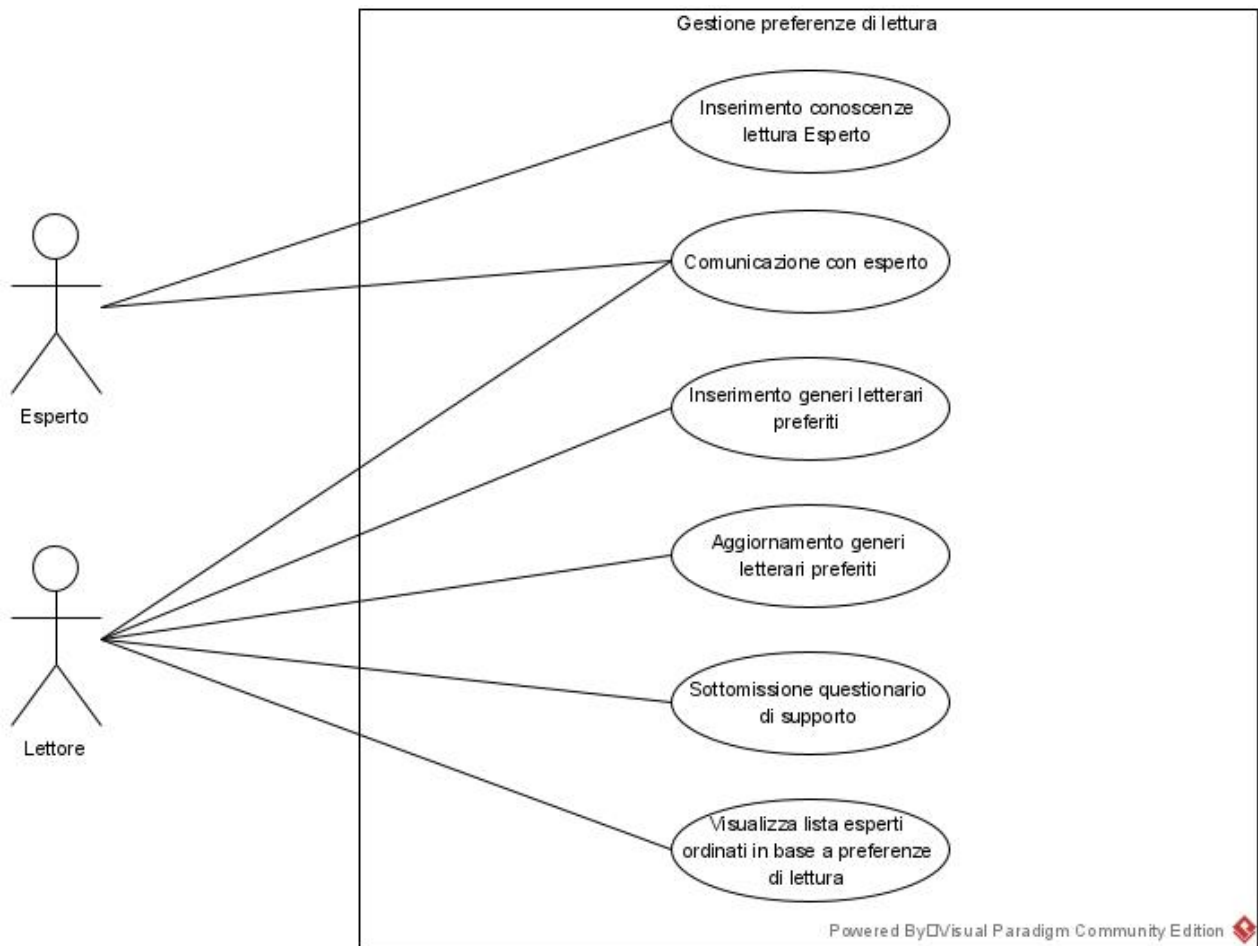 Gestione preferenze di lettura
Inserimento conoscenze
lettura Esperto
Comunicazione con esperto
Esperto
Inserimento generi letterari
preferiti
Aggiornamento generi
letterari preferiti
Lettore
Sottomissione questionario
di supporto
Visualizza lista esperti
ordinati in base a preferenze
di lettura
Powered By□Visual Paradigm Community Edition